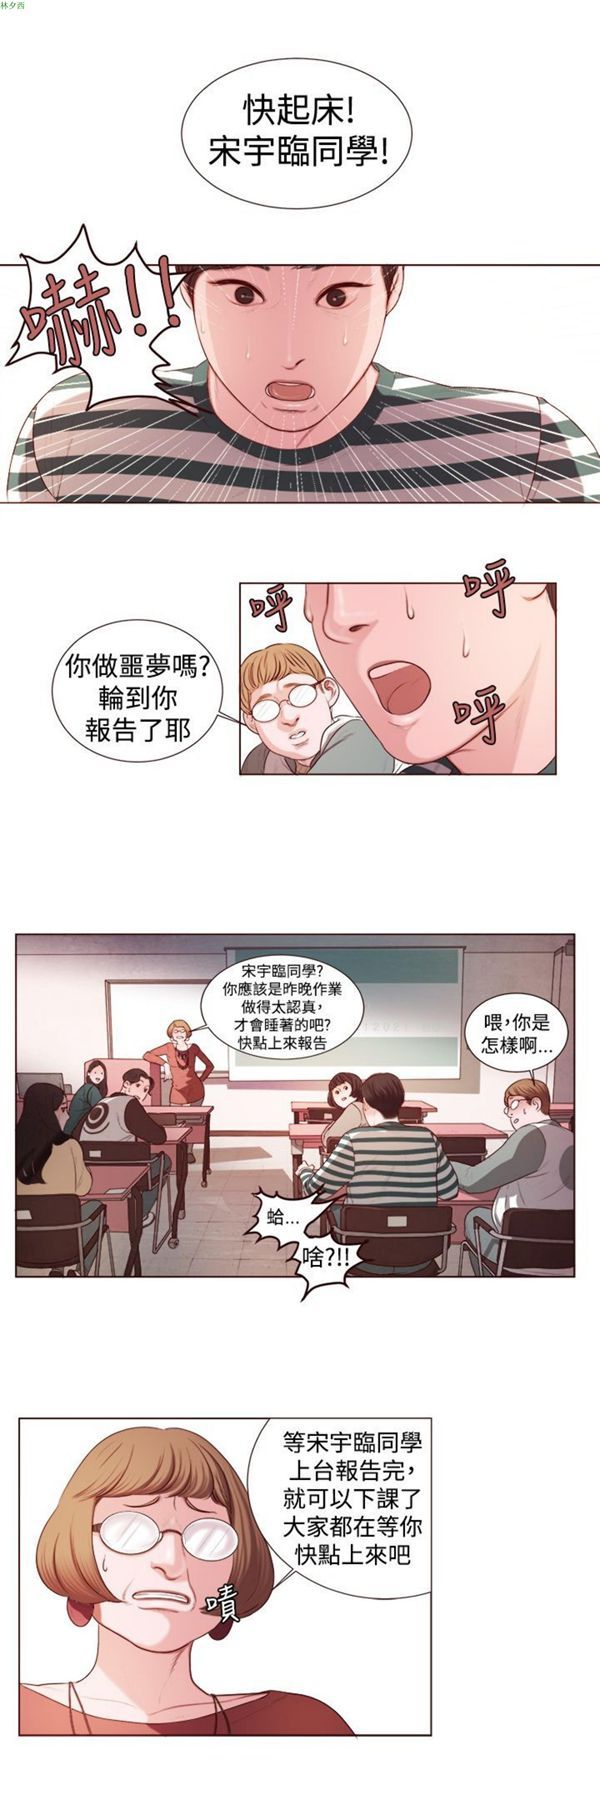 林夕西
快起床!
宋宇臨同學!
嚇!!
呼
呼
你做噩夢嗎?
輪到你
報告了耶
呼
宋宇臨同學?
你應該是昨晚作業
做得太認真,
才會睡著的吧?
快點上來報告
喂,你是
怎樣啊...
蛤...
啥?!!
等宋宇臨同學
上台報告完,
就可以下課了
大家都在等你
快點上來吧
嘖